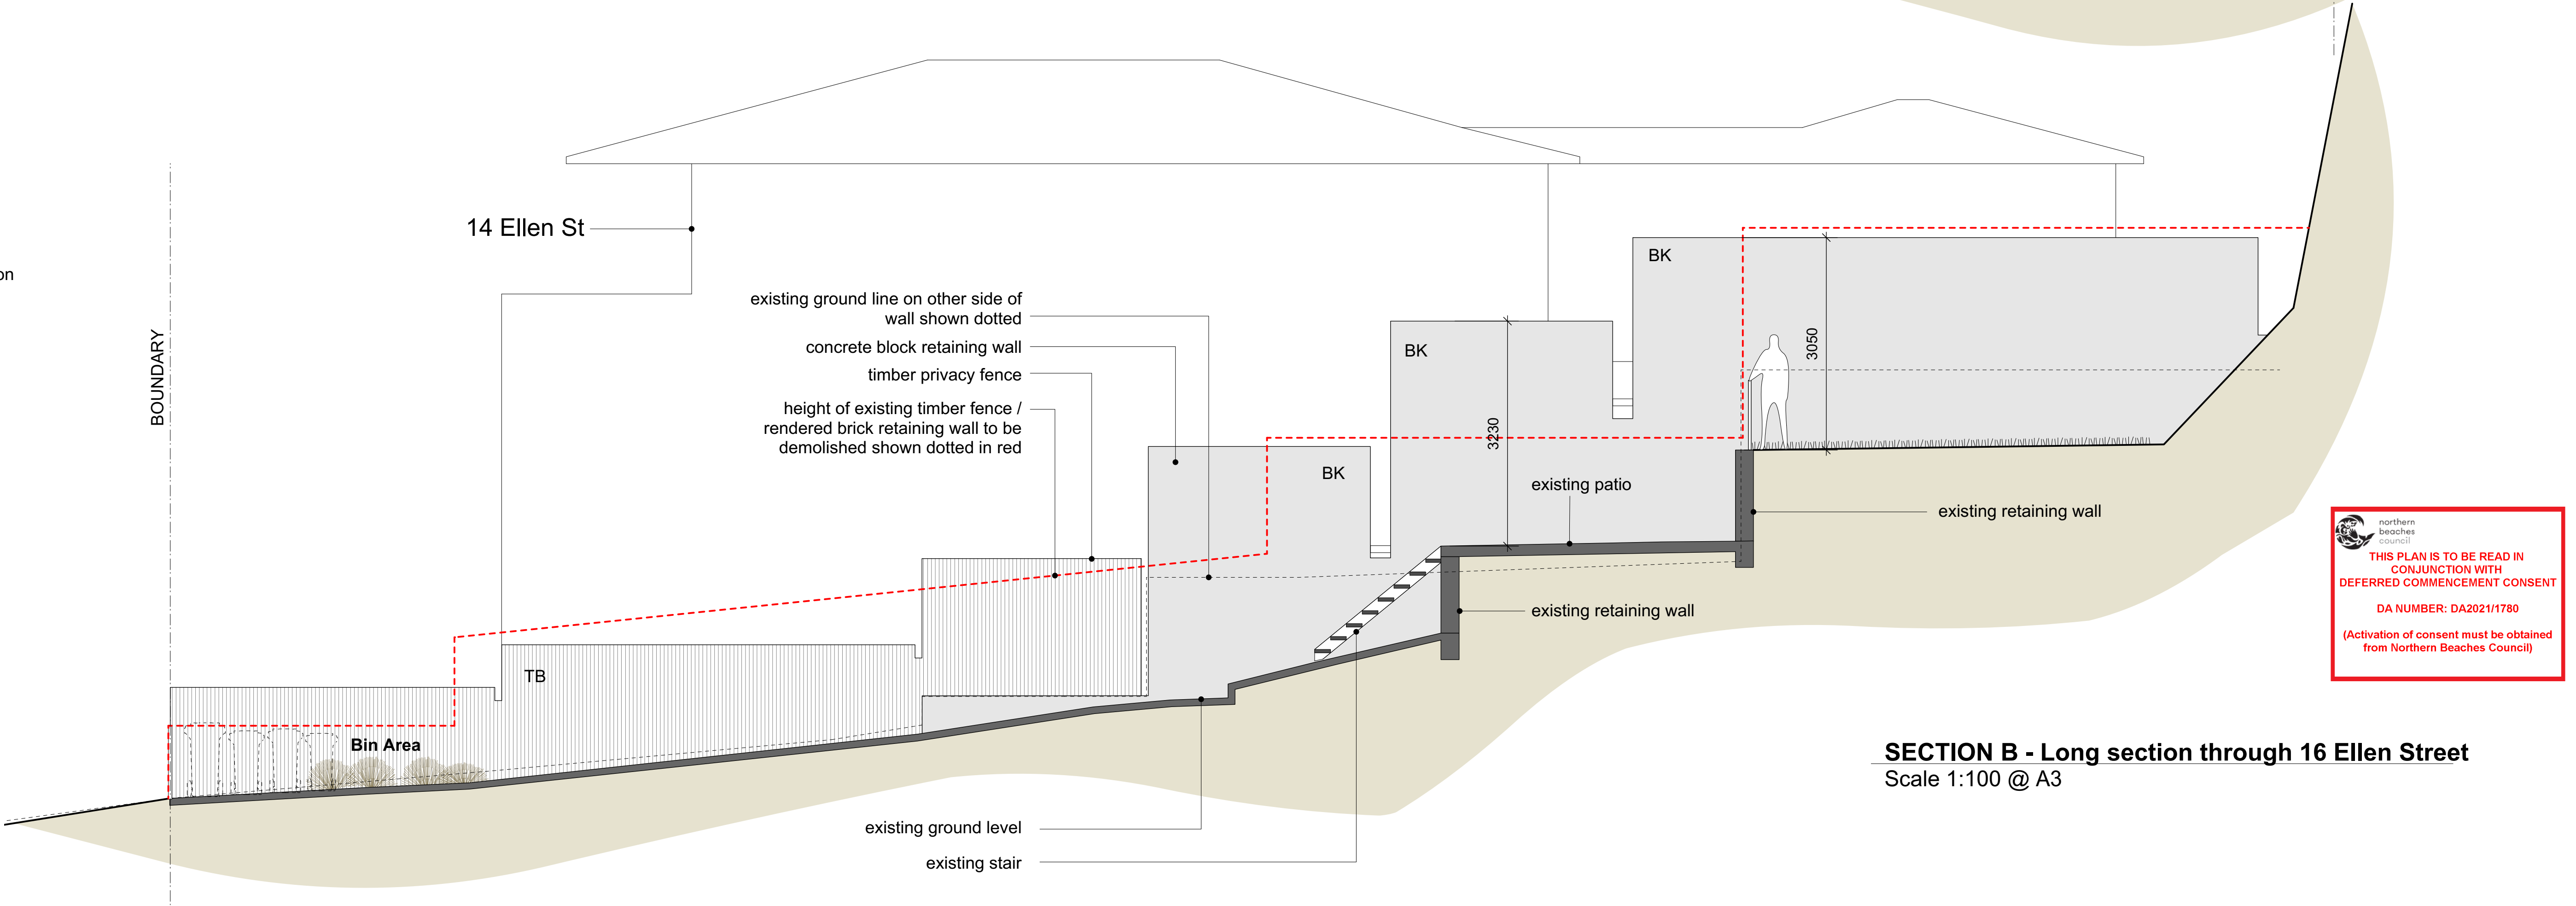 14 Ellen St
on
BOUNDARY
existing ground line on other side of
wall shown dotted
concrete block retaining wall
timber privacy fence
height of existing timber fence /
rendered brick retaining wall to be
demolished shown dotted in red
BK
BK
BK
3050
3230
existing patio
existing retaining wall
existing retaining wall
TB
Bin Area
existing ground level
existing stair
northern
beaches
council
THIS PLAN IS TO BE READ IN
CONJUNCTION WITH
DEFERRED COMMENCEMENT CONSENT
DA NUMBER: DA2021/1780
(Activation of consent must be obtained
from Northern Beaches Council)
SECTION B - Long section through 16 Ellen Street
Scale 1:100 @ A3